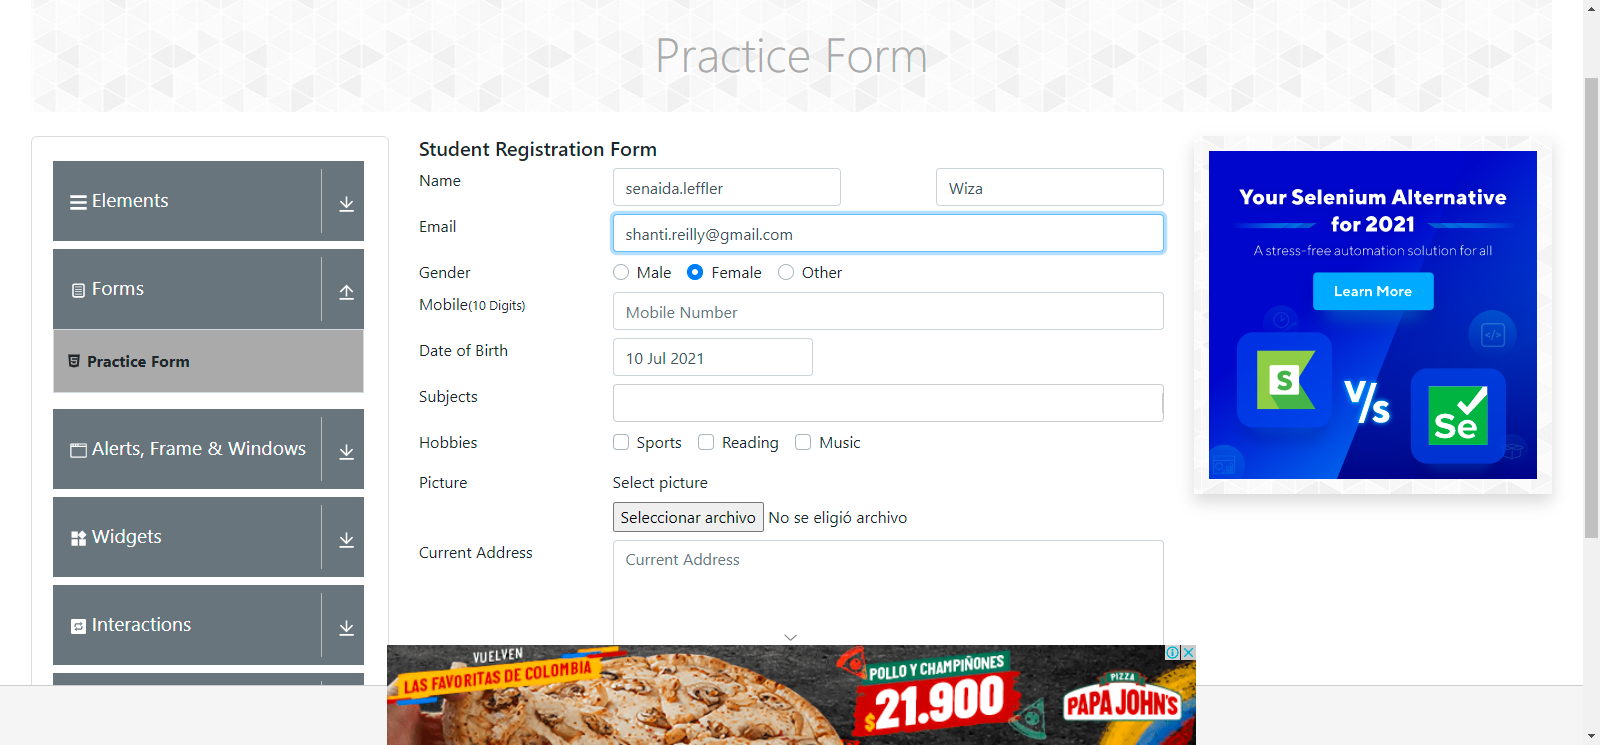 Practice Form
Elements
Forms
Practice Form
Alerts, Frame & Windows
Widgets
Interactions
Student Registration Form
Name
senaida.leffler
Wiza
Email
shanti.reilly@gmail.com
Gender
Male
Female
Other
Mobile(10 Digits)
Mobile Number
Date of Birth
10 Jul 2021
Subjects
Hobbies
Sports
Reading
Music
Picture
Select picture
Seleccionar archivo
No se eligió archivo
Current Address
Current Address
Your Selenium Alternative
for 2021
A stress-free automation solution for all
Learn More
S
V/s
Se
VUELVEN
LAS FAVORITAS DE COLOMBIA
POLLO Y CHAMPIÑONES
$21.900
PIZZA
PAPA JOHN'S